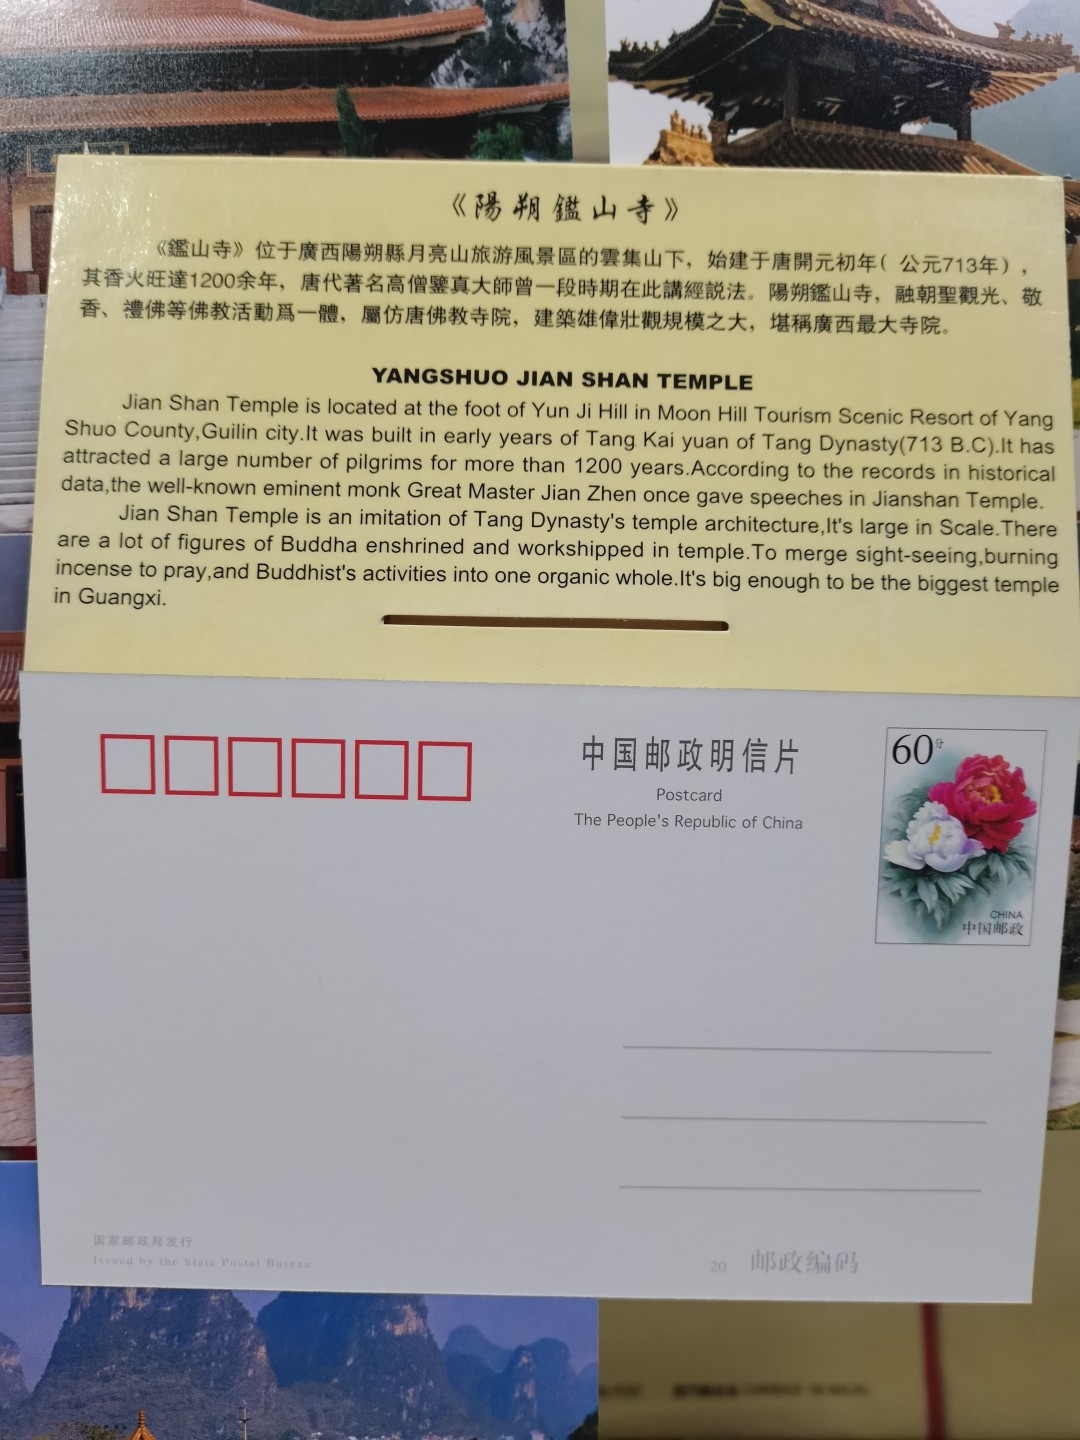 《陽朔鑑山寺》
《鑑山寺》位于廣西陽朔縣月亮山旅游風景區的雲集山下，始建于唐開元初年（公元713年），
其香火旺達1200余年，唐代著名高僧鑒真大師曾一段時期在此講經説法。陽朔鑑山寺，融朝聖觀光、敬
香、禮佛等佛教活動爲一體，屬仿唐佛教寺院，建築雄偉壯觀規模之大，堪稱廣西最大寺院。
YANGSHUO JIAN SHAN TEMPLE
Jian Shan Temple is located at the foot of Yun Ji Hill in Moon Hill Tourism Scenic Resort of Yang
Shuo County,Guilin city.It was built in early years of Tang Kai yuan of Tang Dynasty(713 B.C).It has
attracted a large number of pilgrims for more than 1200 years.According to the records in historical
data,the well-known eminent monk Great Master Jian Zhen once gave speeches in Jianshan Temple.
Jian Shan Temple is an imitation of Tang Dynasty's temple architecture,It's large in Scale.There
are a lot of figures of Buddha enshrined and workshipped in temple.To merge sight-seeing,burning
incense to pray,and Buddhist's activities into one organic whole.It's big enough to be the biggest temple
in Guangxi.
中国邮政明信片
Postcard
The People's Republic of China
60分
CHINA
中国邮政
国家邮政局发行
Issued by the State Postal Bureau
20 邮政编码